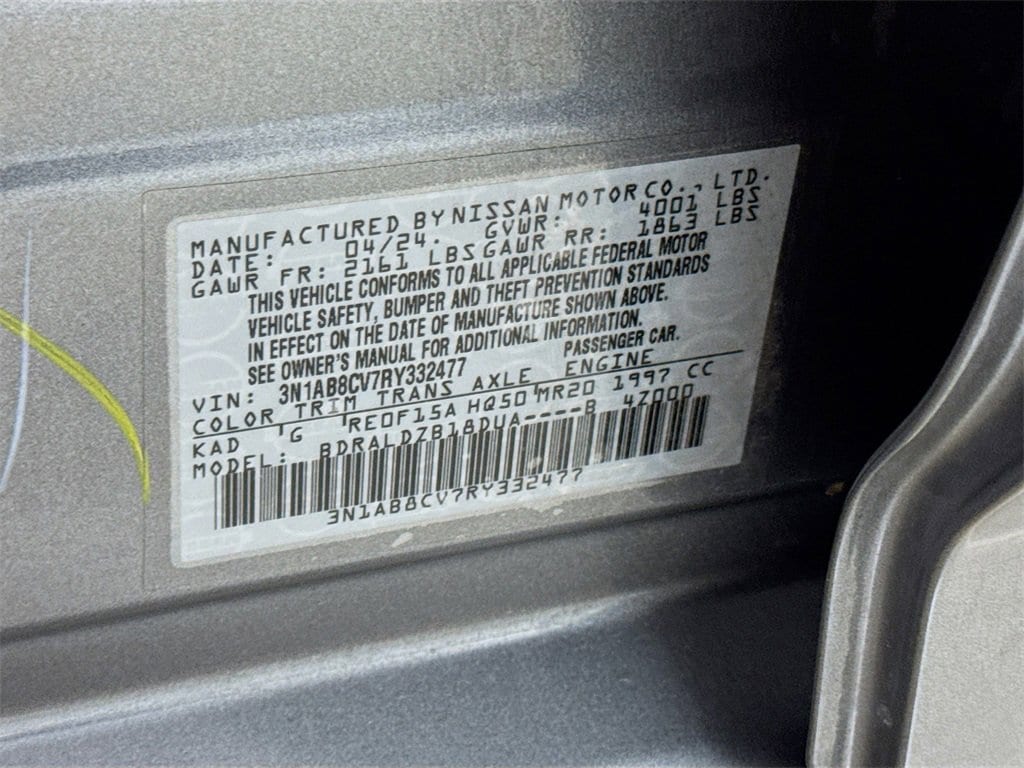 MANUFACTURED BY NISSAN MOTOR CO., LTD.
DATE: 04/24. GVWR: 4001 LBS
GAWR FR: 2161 LBS GAWR RR: 1863 LBS
THIS VEHICLE CONFORMS TO ALL APPLICABLE FEDERAL MOTOR
VEHICLE SAFETY, BUMPER AND THEFT PREVENTION STANDARDS
IN EFFECT ON THE DATE OF MANUFACTURE SHOWN ABOVE.
SEE OWNER'S MANUAL FOR ADDITIONAL INFORMATION.
VIN: 3N1AB8CV7RY332477 PASSENGER CAR.
COLOR TRIM TRANS AXLE ENGINE
KAD G RE0F15A HQ50 MR20 1997 CC
MODEL: BDRALDZB18DUA----B 4Z000
3N1AB8CV7RY332477